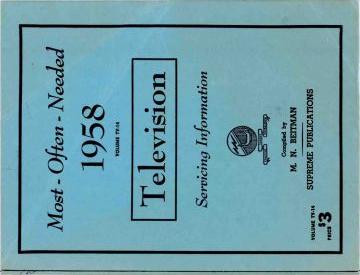 Most - Often - Needed
1958
VOLUME TV-14
Television
Servicing Information
Compiled by
M. N. BEITMAN
SUPREME PUBLICATIONS
VOLUME TV-14
PRICE $3